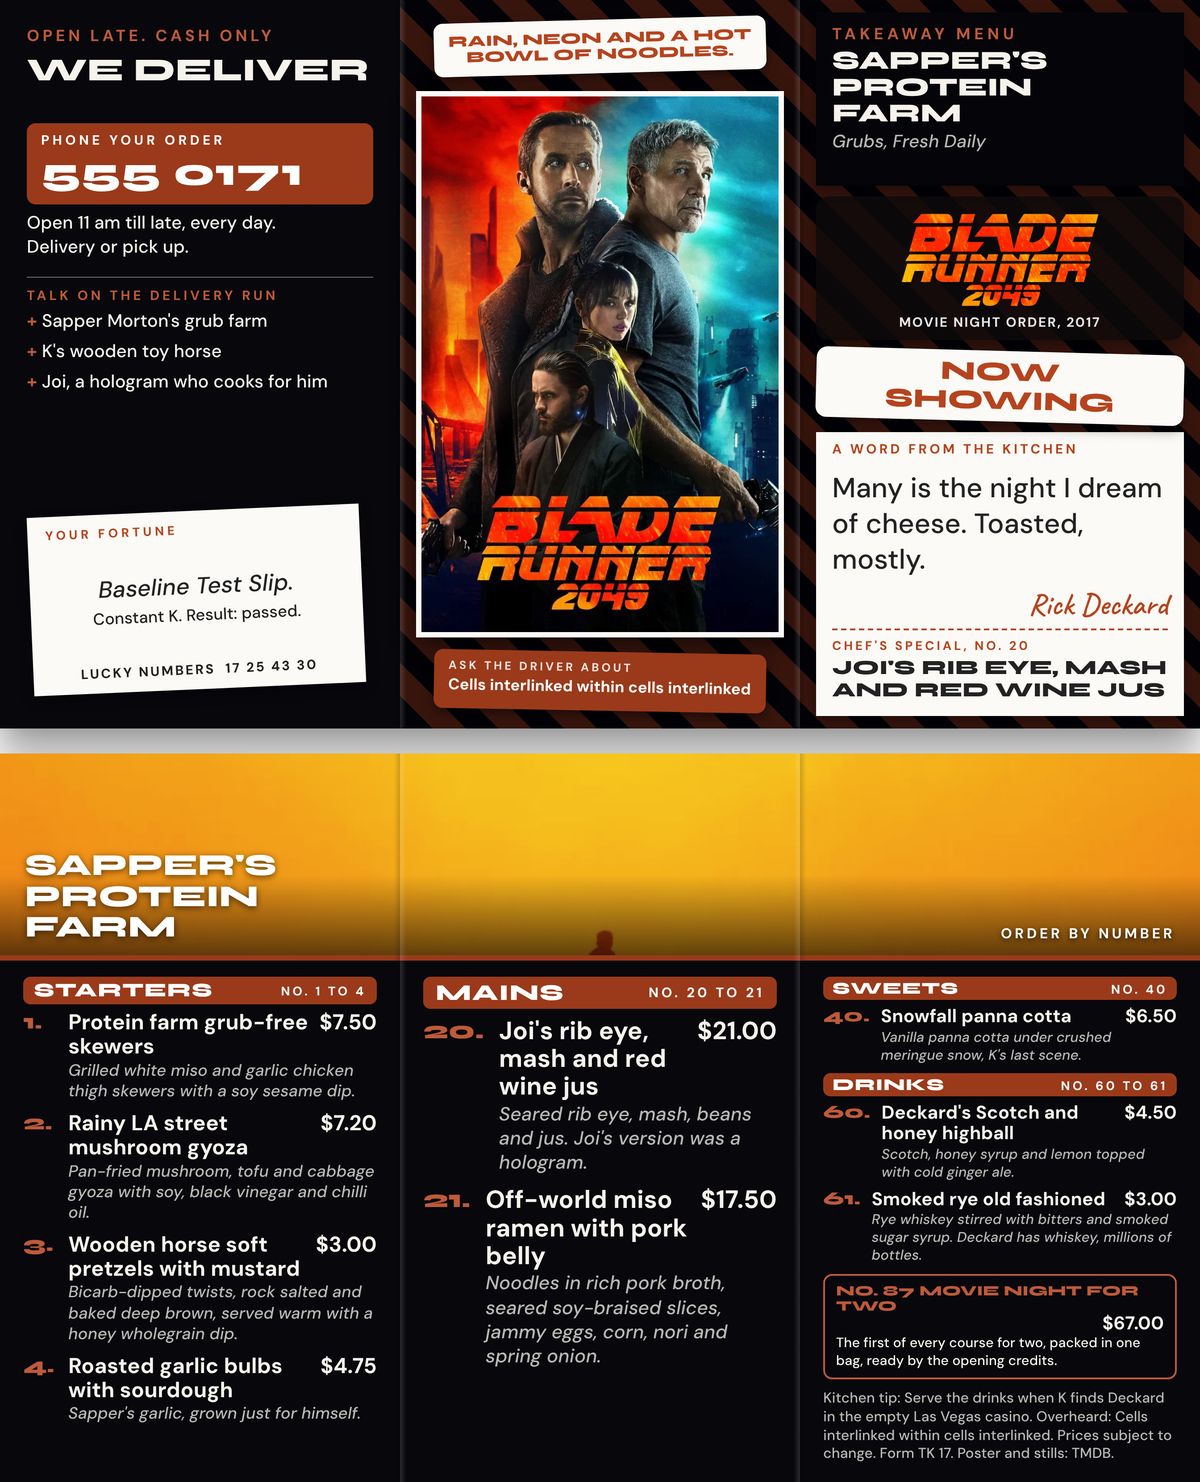 OPEN LATE. CASH ONLY
WE DELIVER
PHONE YOUR ORDER
555 0171
Open 11 am till late, every day.
Delivery or pick up.
TALK ON THE DELIVERY RUN
+ Sapper Morton's grub farm
+ K's wooden toy horse
+ Joi, a hologram who cooks for him
YOUR FORTUNE
Baseline Test Slip.
Constant K. Result: passed.
LUCKY NUMBERS 17 25 43 30
RAIN, NEON AND A HOT
BOWL OF NOODLES.
BLADE
RUNNER
2049
ASK THE DRIVER ABOUT
Cells interlinked within cells interlinked
TAKEAWAY MENU
SAPPER'S
PROTEIN
FARM
Grubs, Fresh Daily
BLADE
RUNNER
2049
MOVIE NIGHT ORDER, 2017
NOW
SHOWING
A WORD FROM THE KITCHEN
Many is the night I dream
of cheese. Toasted,
mostly.
Rick Deckard
CHEF'S SPECIAL, NO. 20
JOI'S RIB EYE, MASH
AND RED WINE JUS
SAPPER'S
PROTEIN
FARM
ORDER BY NUMBER
STARTERS NO. 1 TO 4
1. Protein farm grub-free $7.50
skewers
Grilled white miso and garlic chicken
thigh skewers with a soy sesame dip.
2. Rainy LA street $7.20
mushroom gyoza
Pan-fried mushroom, tofu and cabbage
gyoza with soy, black vinegar and chilli
oil.
3. Wooden horse soft $3.00
pretzels with mustard
Bicarb-dipped twists, rock salted and
baked deep brown, served warm with a
honey wholegrain dip.
4. Roasted garlic bulbs $4.75
with sourdough
Sapper's garlic, grown just for himself.
MAINS NO. 20 TO 21
20. Joi's rib eye, $21.00
mash and red
wine jus
Seared rib eye, mash, beans
and jus. Joi's version was a
hologram.
21. Off-world miso $17.50
ramen with pork
belly
Noodles in rich pork broth,
seared soy-braised slices,
jammy eggs, corn, nori and
spring onion.
SWEETS NO. 40
40. Snowfall panna cotta $6.50
Vanilla panna cotta under crushed
meringue snow, K's last scene.
DRINKS NO. 60 TO 61
60. Deckard's Scotch and $4.50
honey highball
Scotch, honey syrup and lemon topped
with cold ginger ale.
61. Smoked rye old fashioned $3.00
Rye whiskey stirred with bitters and smoked
sugar syrup. Deckard has whiskey, millions of
bottles.
NO. 87 MOVIE NIGHT FOR
TWO
$67.00
The first of every course for two, packed in one
bag, ready by the opening credits.
Kitchen tip: Serve the drinks when K finds Deckard
in the empty Las Vegas casino. Overheard: Cells
interlinked within cells interlinked. Prices subject to
change. Form TK 17. Poster and stills: TMDB.